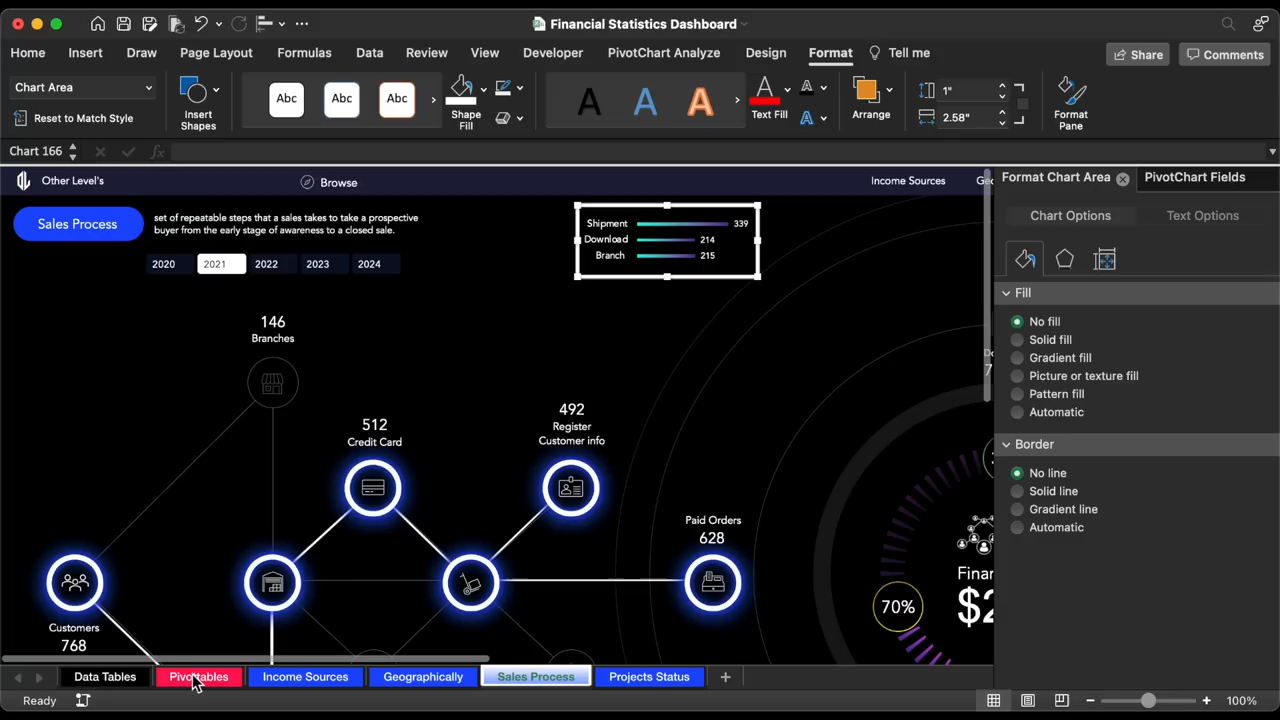 Financial Statistics Dashboard
Home Insert Draw Page Layout Formulas Data Review View Developer PivotChart Analyze Design Format Tell me Share Comments
Chart Area
Reset to Match Style
Insert
Shapes
Abc Abc Abc
Shape
Fill
A A A
Text Fill
Arrange
1"
2.58"
Format
Pane
Chart 166
fx
Other Level's
Browse
Income Sources
Sales Process
set of repeatable steps that a sales takes to take a prospective
buyer from the early stage of awareness to a closed sale.
2020 2021 2022 2023 2024
Shipment 339
Download 214
Branch 215
146
Branches
512
Credit Card
492
Register
Customer info
Paid Orders
628
Customers
768
70%
Finan
$2
Format Chart Area
PivotChart Fields
Chart Options
Text Options
Fill
No fill
Solid fill
Gradient fill
Picture or texture fill
Pattern fill
Automatic
Border
No line
Solid line
Gradient line
Automatic
Data Tables Income Sources Geographically Sales Process Projects Status
Ready
100%